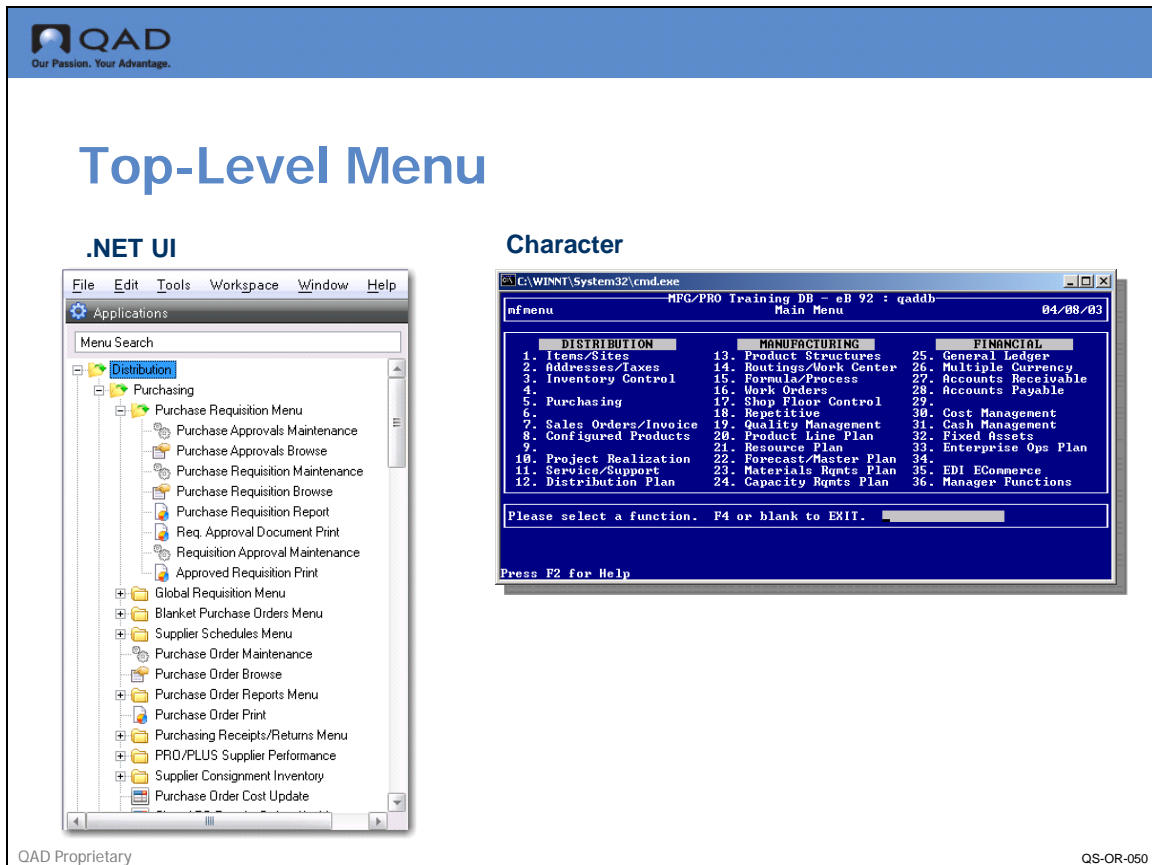 QAD
Our Passion. Your Advantage.
Top-Level Menu
.NET UI
File Edit Tools Workspace Window Help
Applications
Menu Search
Distribution
Purchasing
Purchase Requisition Menu
Purchase Approvals Maintenance
Purchase Approvals Browse
Purchase Requisition Maintenance
Purchase Requisition Browse
Purchase Requisition Report
Req. Approval Document Print
Requisition Approval Maintenance
Approved Requisition Print
Global Requisition Menu
Blanket Purchase Orders Menu
Supplier Schedules Menu
Purchase Order Maintenance
Purchase Order Browse
Purchase Order Reports Menu
Purchase Order Print
Purchasing Receipts/Returns Menu
PRO/PLUS Supplier Performance
Supplier Consignment Inventory
Purchase Order Cost Update
Character
C:\WINNT\System32\cmd.exe
MFG/PRO Training DB - eB 92 : qaddb
mfmenu Main Menu 04/08/03
DISTRIBUTION MANUFACTURING FINANCIAL
1. Items/Sites 13. Product Structures 25. General Ledger
2. Addresses/Taxes 14. Routings/Work Center 26. Multiple Currency
3. Inventory Control 15. Formula/Process 27. Accounts Receivable
4. 16. Work Orders 28. Accounts Payable
5. Purchasing 17. Shop Floor Control 29.
6. 18. Repetitive 30. Cost Management
7. Sales Orders/Invoice 19. Quality Management 31. Cash Management
8. Configured Products 20. Product Line Plan 32. Fixed Assets
9. 21. Resource Plan 33. Enterprise Ops Plan
10. Project Realization 22. Forecast/Master Plan 34.
11. Service/Support 23. Materials Rqmts Plan 35. EDI ECommerce
12. Distribution Plan 24. Capacity Rqmts Plan 36. Manager Functions
Please select a function. F4 or blank to EXIT.
Press F2 for Help
QAD Proprietary
QS-OR-050